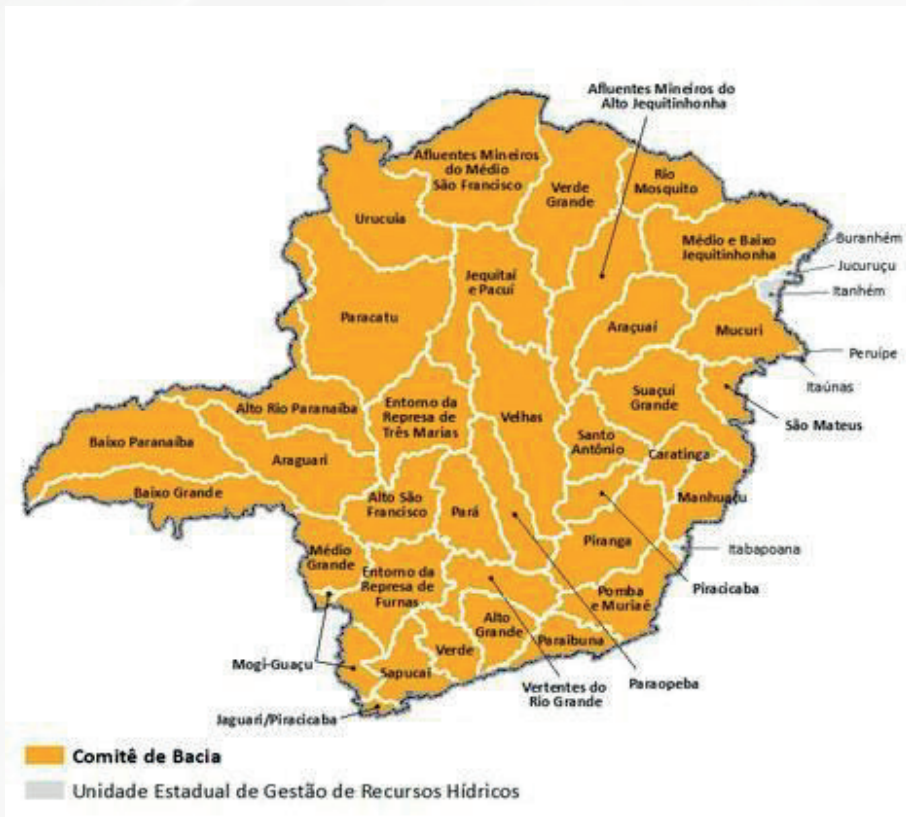 Afluentes Mineiros do
Alto Jequitinhonha
Afluentes Mineiros
do Médio
São Francisco
Rio
Mosquito
Verde
Grande
Urucuia
Médio e Baixo
Jequitinhonha
Buranhém
Jucuruçu
Itanhém
Jequitaí
e Pacuí
Paracatu
Araçuaí
Mucuri
Peruípe
Itaúnas
Suaçuí
Grande
São Mateus
Alto Rio Paranaíba
Entorno da
Represa de
Três Marias
Velhas
Baixo Paranaíba
Araguari
Santo
Antônio
Caratinga
Baixo Grande
Alto São
Francisco
Pará
Manhuaçu
Piranga
Itabapoana
Médio
Grande
Entorno da
Represa de
Furnas
Piracicaba
Pomba
e Muriaé
Alto
Grande
Paraibuna
Verde
Mogi-Guaçu
Sapucaí
Vertentes do
Rio Grande
Paraopeba
Jaguari/Piracicaba
Comitê de Bacia
Unidade Estadual de Gestão de Recursos Hídricos